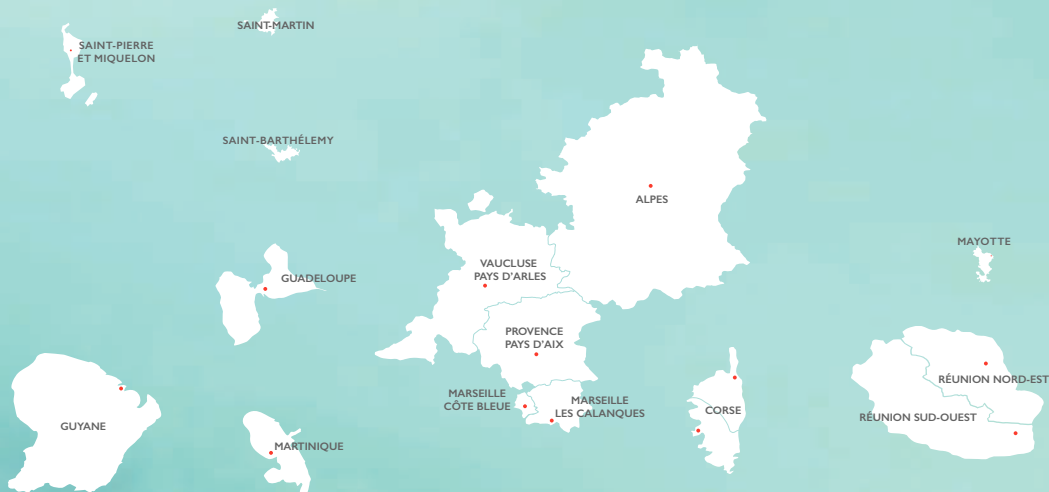 SAINT-MARTIN
SAINT-PIERRE
ET MIQUELON
SAINT-BARTHÉLEMY
ALPES
MAYOTTE
VAUCLUSE
PAYS D'ARLES
GUADELOUPE
PROVENCE
PAYS D'AIX
RÉUNION NORD-EST
MARSEILLE
CÔTE BLEUE
MARSEILLE
LES CALANQUES
CORSE
RÉUNION SUD-OUEST
GUYANE
MARTINIQUE